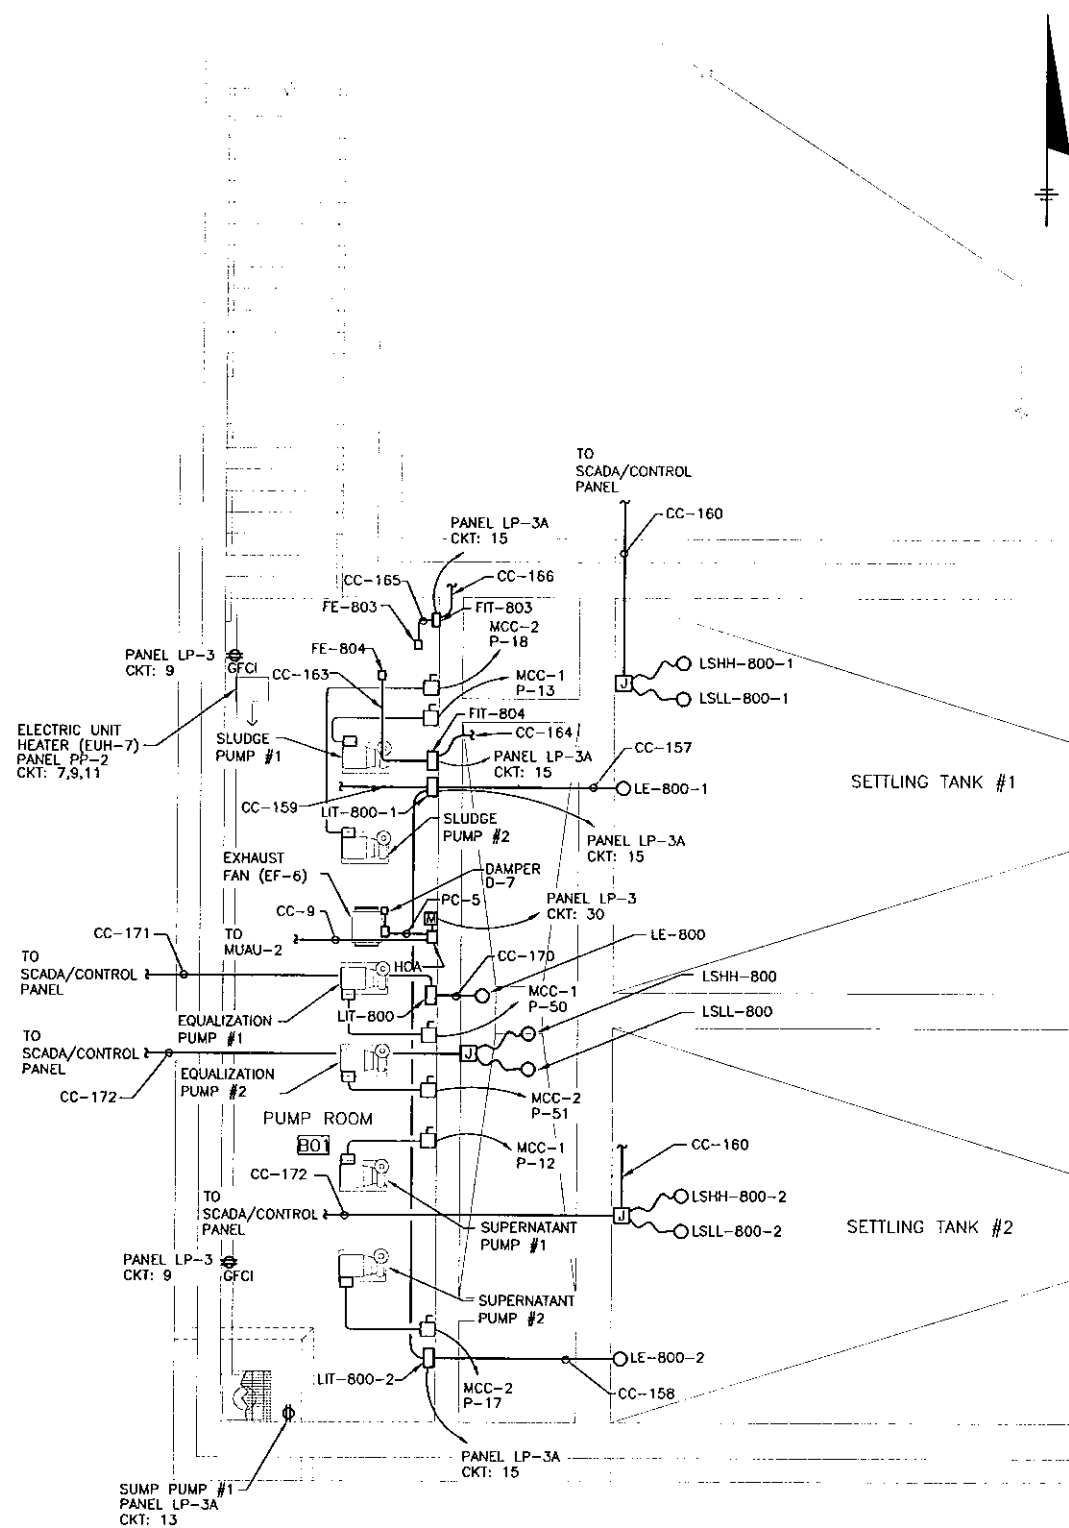 TO
SCADA/CONTROL
PANEL
CC-160
PANEL LP-3A
CKT: 15
CC-165
CC-166
FE-803
FIT-803
MCC-2
P-18
FE-804
PANEL LP-3
CKT: 9
GFCI
CC-163
MCC-1
P-13
LSHH-800-1
J
LSLL-800-1
FIT-804
ELECTRIC UNIT
HEATER (EUH-7)
PANEL PP-2
CKT: 7,9,11
SLUDGE
PUMP #1
CC-164
CC-157
PANEL LP-3A
CKT: 15
SETTLING TANK #1
LE-800-1
CC-159
LIT-800-1
SLUDGE
PUMP #2
PANEL LP-3A
CKT: 15
EXHAUST
FAN (EF-6)
DAMPER
D-7
PC-5
PANEL LP-3
CKT: 30
M
CC-9
TO
MUAU-2
LE-800
CC-171
TO
SCADA/CONTROL
PANEL
HOA
CC-170
LSHH-800
MCC-1
P-50
LIT-800
LSLL-800
EQUALIZATION
PUMP #1
TO
SCADA/CONTROL
PANEL
J
EQUALIZATION
PUMP #2
CC-172
MCC-2
P-51
PUMP ROOM
B01
MCC-1
P-12
CC-160
CC-172
LSHH-800-2
TO
SCADA/CONTROL
PANEL
J
LSLL-800-2
SETTLING TANK #2
SUPERNATANT
PUMP #1
PANEL LP-3
CKT: 9
GFCI
SUPERNATANT
PUMP #2
LE-800-2
LIT-800-2
MCC-2
P-17
CC-158
PANEL LP-3A
CKT: 15
SUMP PUMP #1
PANEL LP-3A
CKT: 13